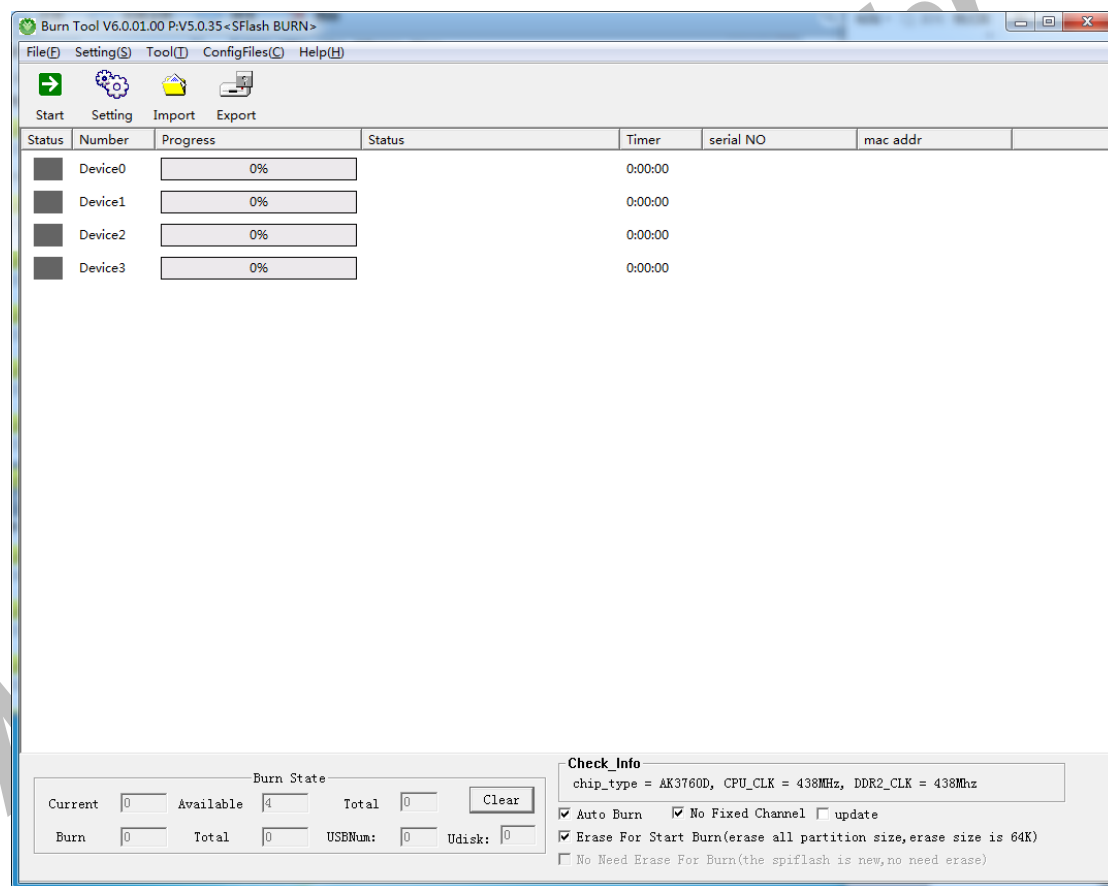 Burn Tool V6.0.01.00 P:V5.0.35<SFlash BURN>
File(F) Setting(S) Tool(T) ConfigFiles(C) Help(H)
Start Setting Import Export
Status Number Progress Status Timer serial NO mac addr
Device0 0% 0:00:00
Device1 0% 0:00:00
Device2 0% 0:00:00
Device3 0% 0:00:00
Burn State
Current 0 Available 4 Total 0 Clear
Burn 0 Total 0 USBNum: 0 Udisk: 0
Check_Info
chip_type = AK3760D, CPU_CLK = 438MHz, DDR2_CLK = 438Mhz
Auto Burn No Fixed Channel update
Erase For Start Burn(erase all partition size,erase size is 64K)
No Need Erase For Burn(the spiflash is new,no need erase)